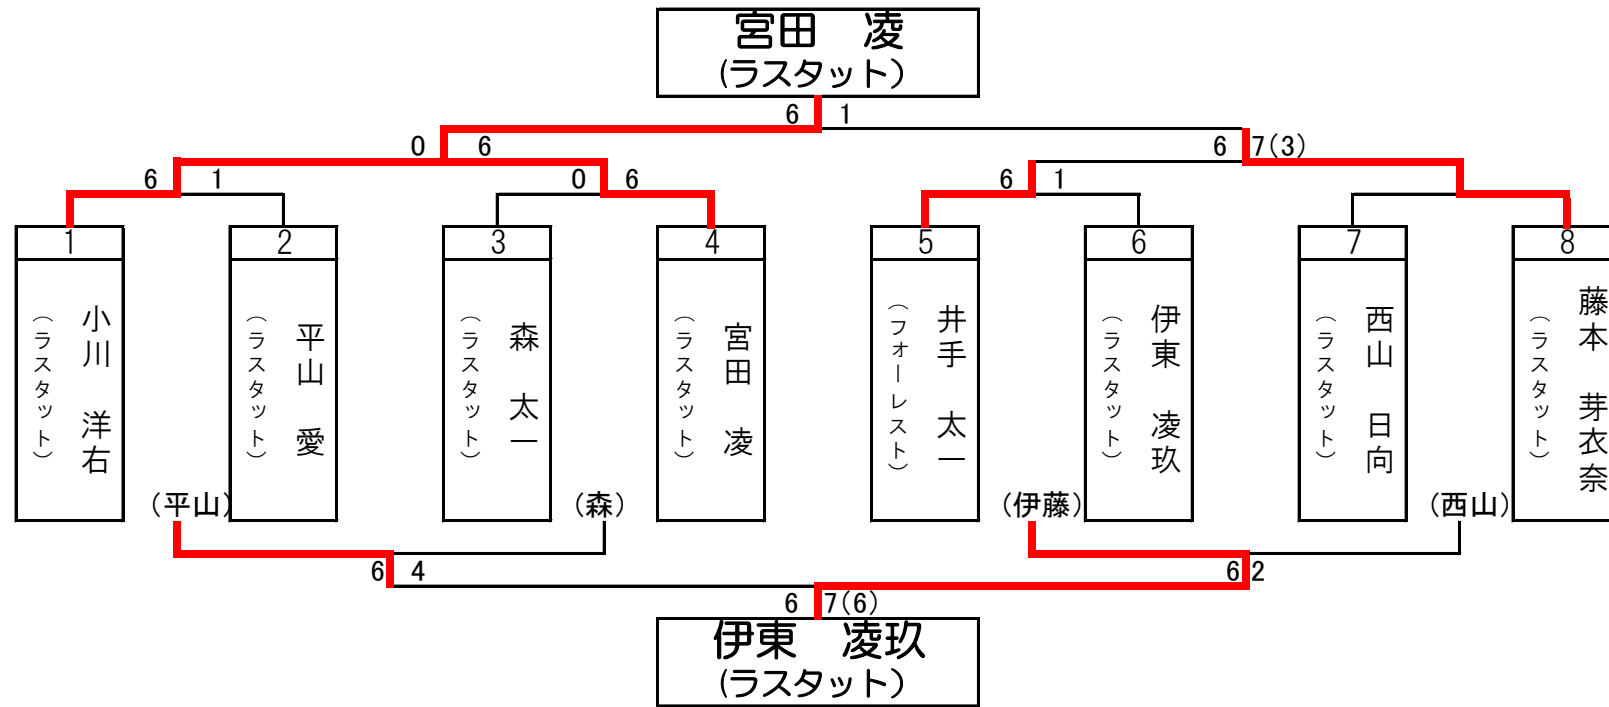 宮田　凌
(ラスタット)
6 1
0 6
6 7(3)
6 1
0 6
6 1
1
2
3
4
5
6
7
8
小川　洋右
(ラスタット)
平山　愛
(ラスタット)
森　太一
(ラスタット)
宮田　凌
(ラスタット)
井手　太一
(フォーレスト)
伊東　凌玖
(ラスタット)
西山　日向
(ラスタット)
藤本　芽衣奈
(ラスタット)
(平山)
(森)
(伊藤)
(西山)
6 4
6 2
6 7(6)
伊東　凌玖
(ラスタット)